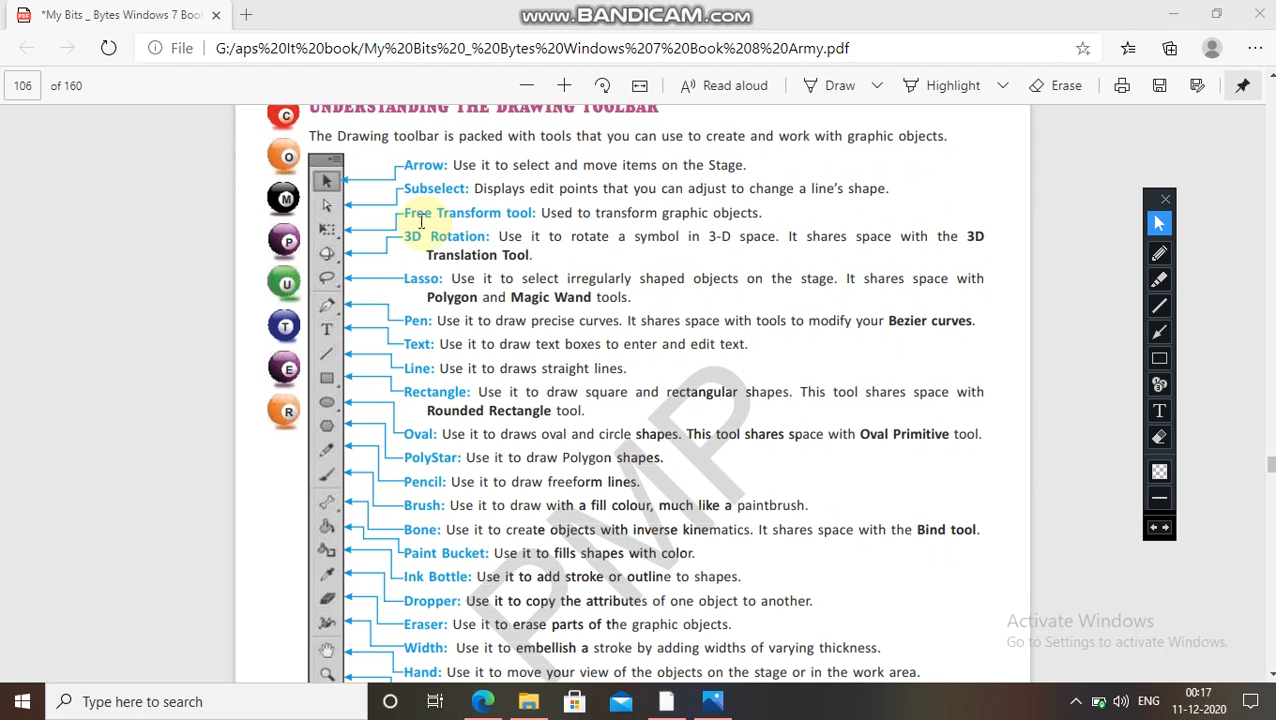 *My Bits _ Bytes Windows 7 Bool
www.BANDICAM.com
File
G:/aps%20It%20book/My%20Bits%20_%20Bytes%20Windows%207%20Book%208%20Army.pdf
106 of 160
Read aloud
Draw
Highlight
Erase
UNDERSTANDING THE DRAWING TOOLBAR
The Drawing toolbar is packed with tools that you can use to create and work with graphic objects.
C
O
M
P
U
T
E
R
Arrow: Use it to select and move items on the Stage.
Subselect: Displays edit points that you can adjust to change a line's shape.
Free Transform tool: Used to transform graphic objects.
3D Rotation: Use it to rotate a symbol in 3-D space. It shares space with the 3D
Translation Tool.
Lasso: Use it to select irregularly shaped objects on the stage. It shares space with
Polygon and Magic Wand tools.
Pen: Use it to draw precise curves. It shares space with tools to modify your Bezier curves.
Text: Use it to draw text boxes to enter and edit text.
Line: Use it to draws straight lines.
Rectangle: Use it to draw square and rectangular shapes. This tool shares space with
Rounded Rectangle tool.
Oval: Use it to draws oval and circle shapes. This tool shares space with Oval Primitive tool.
PolyStar: Use it to draw Polygon shapes.
Pencil: Use it to draw freeform lines.
Brush: Use it to draw with a fill colour, much like a paintbrush.
Bone: Use it to create objects with inverse kinematics. It shares space with the Bind tool.
Paint Bucket: Use it to fills shapes with color.
Ink Bottle: Use it to add stroke or outline to shapes.
Dropper: Use it to copy the attributes of one object to another.
Eraser: Use it to erase parts of the graphic objects.
Width: Use it to embellish a stroke by adding widths of varying thickness.
Hand: Use it to move your view of the objects on the stage or in the work area.
PMP
Activate Windows
Go to Settings to activate Windows.
Type here to search
ENG
00:17
11-12-2020